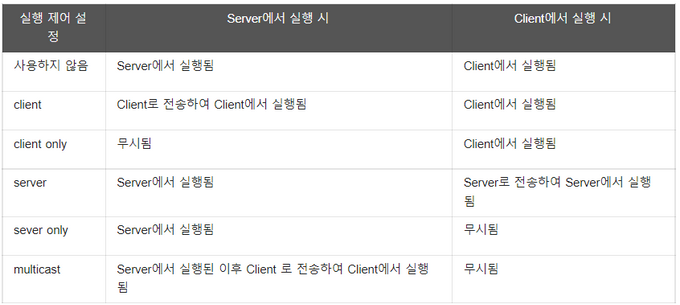 실행 제어 설
정
Server에서 실행 시
Client에서 실행 시
사용하지 않음
Server에서 실행됨
Client에서 실행됨
client
Client로 전송하여 Client에서 실행됨
Client에서 실행됨
client only
무시됨
Client에서 실행됨
server
Server에서 실행됨
Server로 전송하여 Server에서 실행
됨
sever only
Server에서 실행됨
무시됨
multicast
Server에서 실행된 이후 Client 로 전송하여 Client에서 실행
됨
무시됨